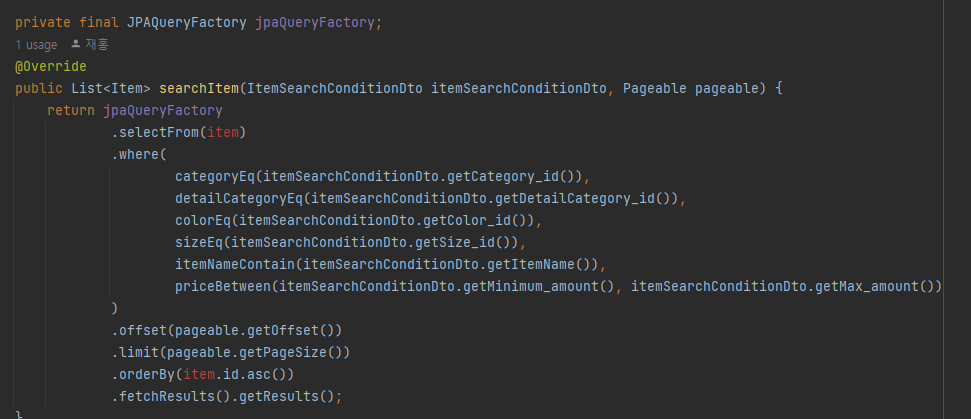 private final JPAQueryFactory jpaQueryFactory;
1 usage 재홍
@Override
public List<Item> searchItem(ItemSearchConditionDto itemSearchConditionDto, Pageable pageable) {
return jpaQueryFactory
.selectFrom(item)
.where(
categoryEq(itemSearchConditionDto.getCategory_id()),
detailCategoryEq(itemSearchConditionDto.getDetailCategory_id()),
colorEq(itemSearchConditionDto.getColor_id()),
sizeEq(itemSearchConditionDto.getSize_id()),
itemNameContain(itemSearchConditionDto.getItemName()),
priceBetween(itemSearchConditionDto.getMinimum_amount(), itemSearchConditionDto.getMax_amount())
)
.offset(pageable.getOffset())
.limit(pageable.getPageSize())
.orderBy(item.id.asc())
.fetchResults().getResults();
}